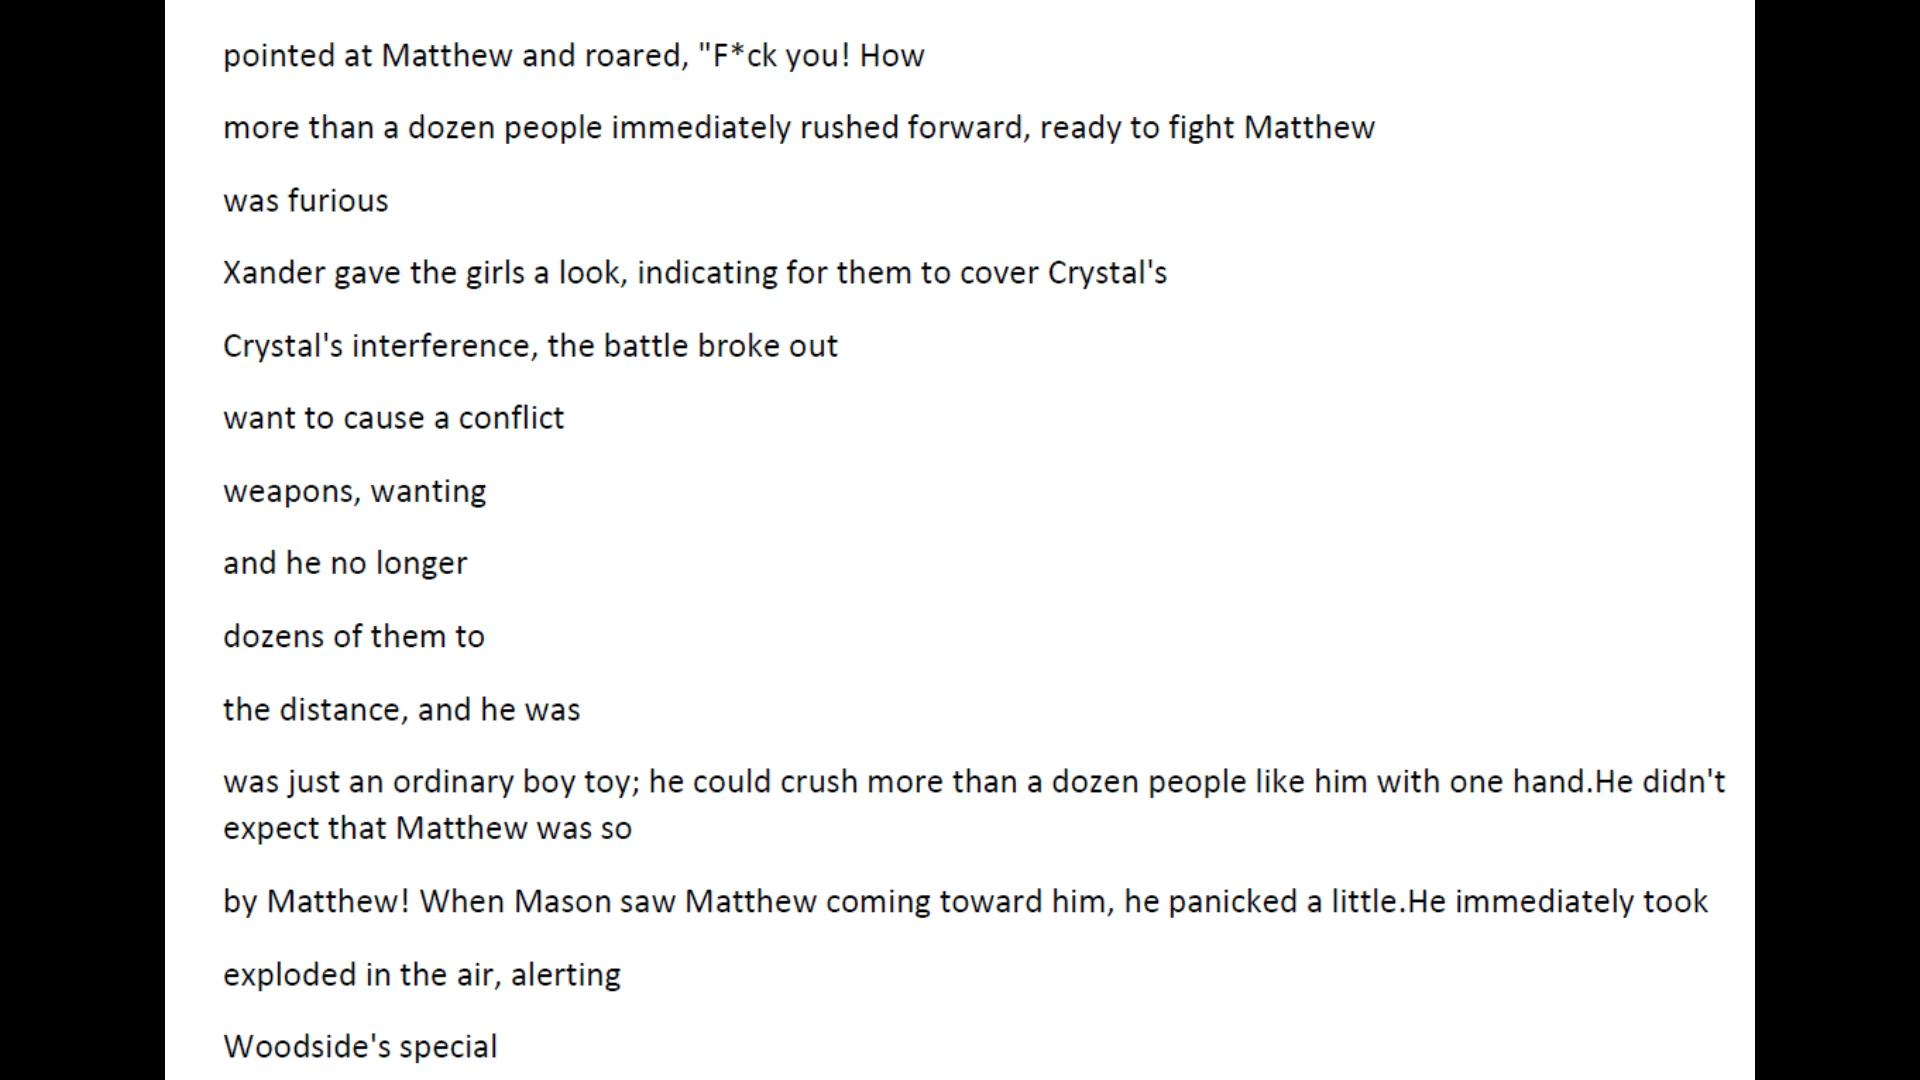 pointed at Matthew and roared, "F*ck you! How
more than a dozen people immediately rushed forward, ready to fight Matthew
was furious
Xander gave the girls a look, indicating for them to cover Crystal's
Crystal's interference, the battle broke out
want to cause a conflict
weapons, wanting
and he no longer
dozens of them to
the distance, and he was
was just an ordinary boy toy; he could crush more than a dozen people like him with one hand.He didn't
expect that Matthew was so
by Matthew! When Mason saw Matthew coming toward him, he panicked a little.He immediately took
exploded in the air, alerting
Woodside's special